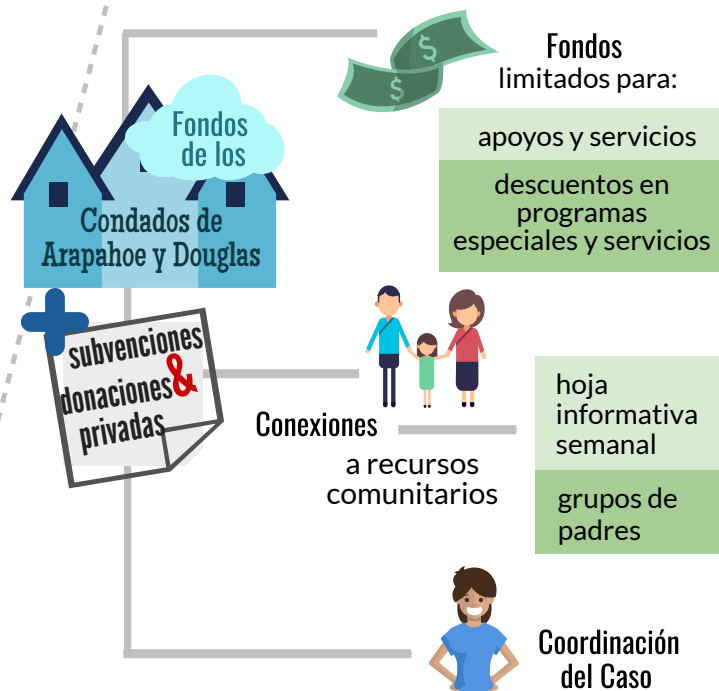 Fondos
limitados para:
apoyos y servicios
descuentos en
programas
especiales y servicios
Fondos
de los
Condados de
Arapahoe y Douglas
subvenciones
donaciones &
privadas
Conexiones
a recursos
comunitarios
hoja
informativa
semanal
grupos de
padres
Coordinación
del Caso
$
$